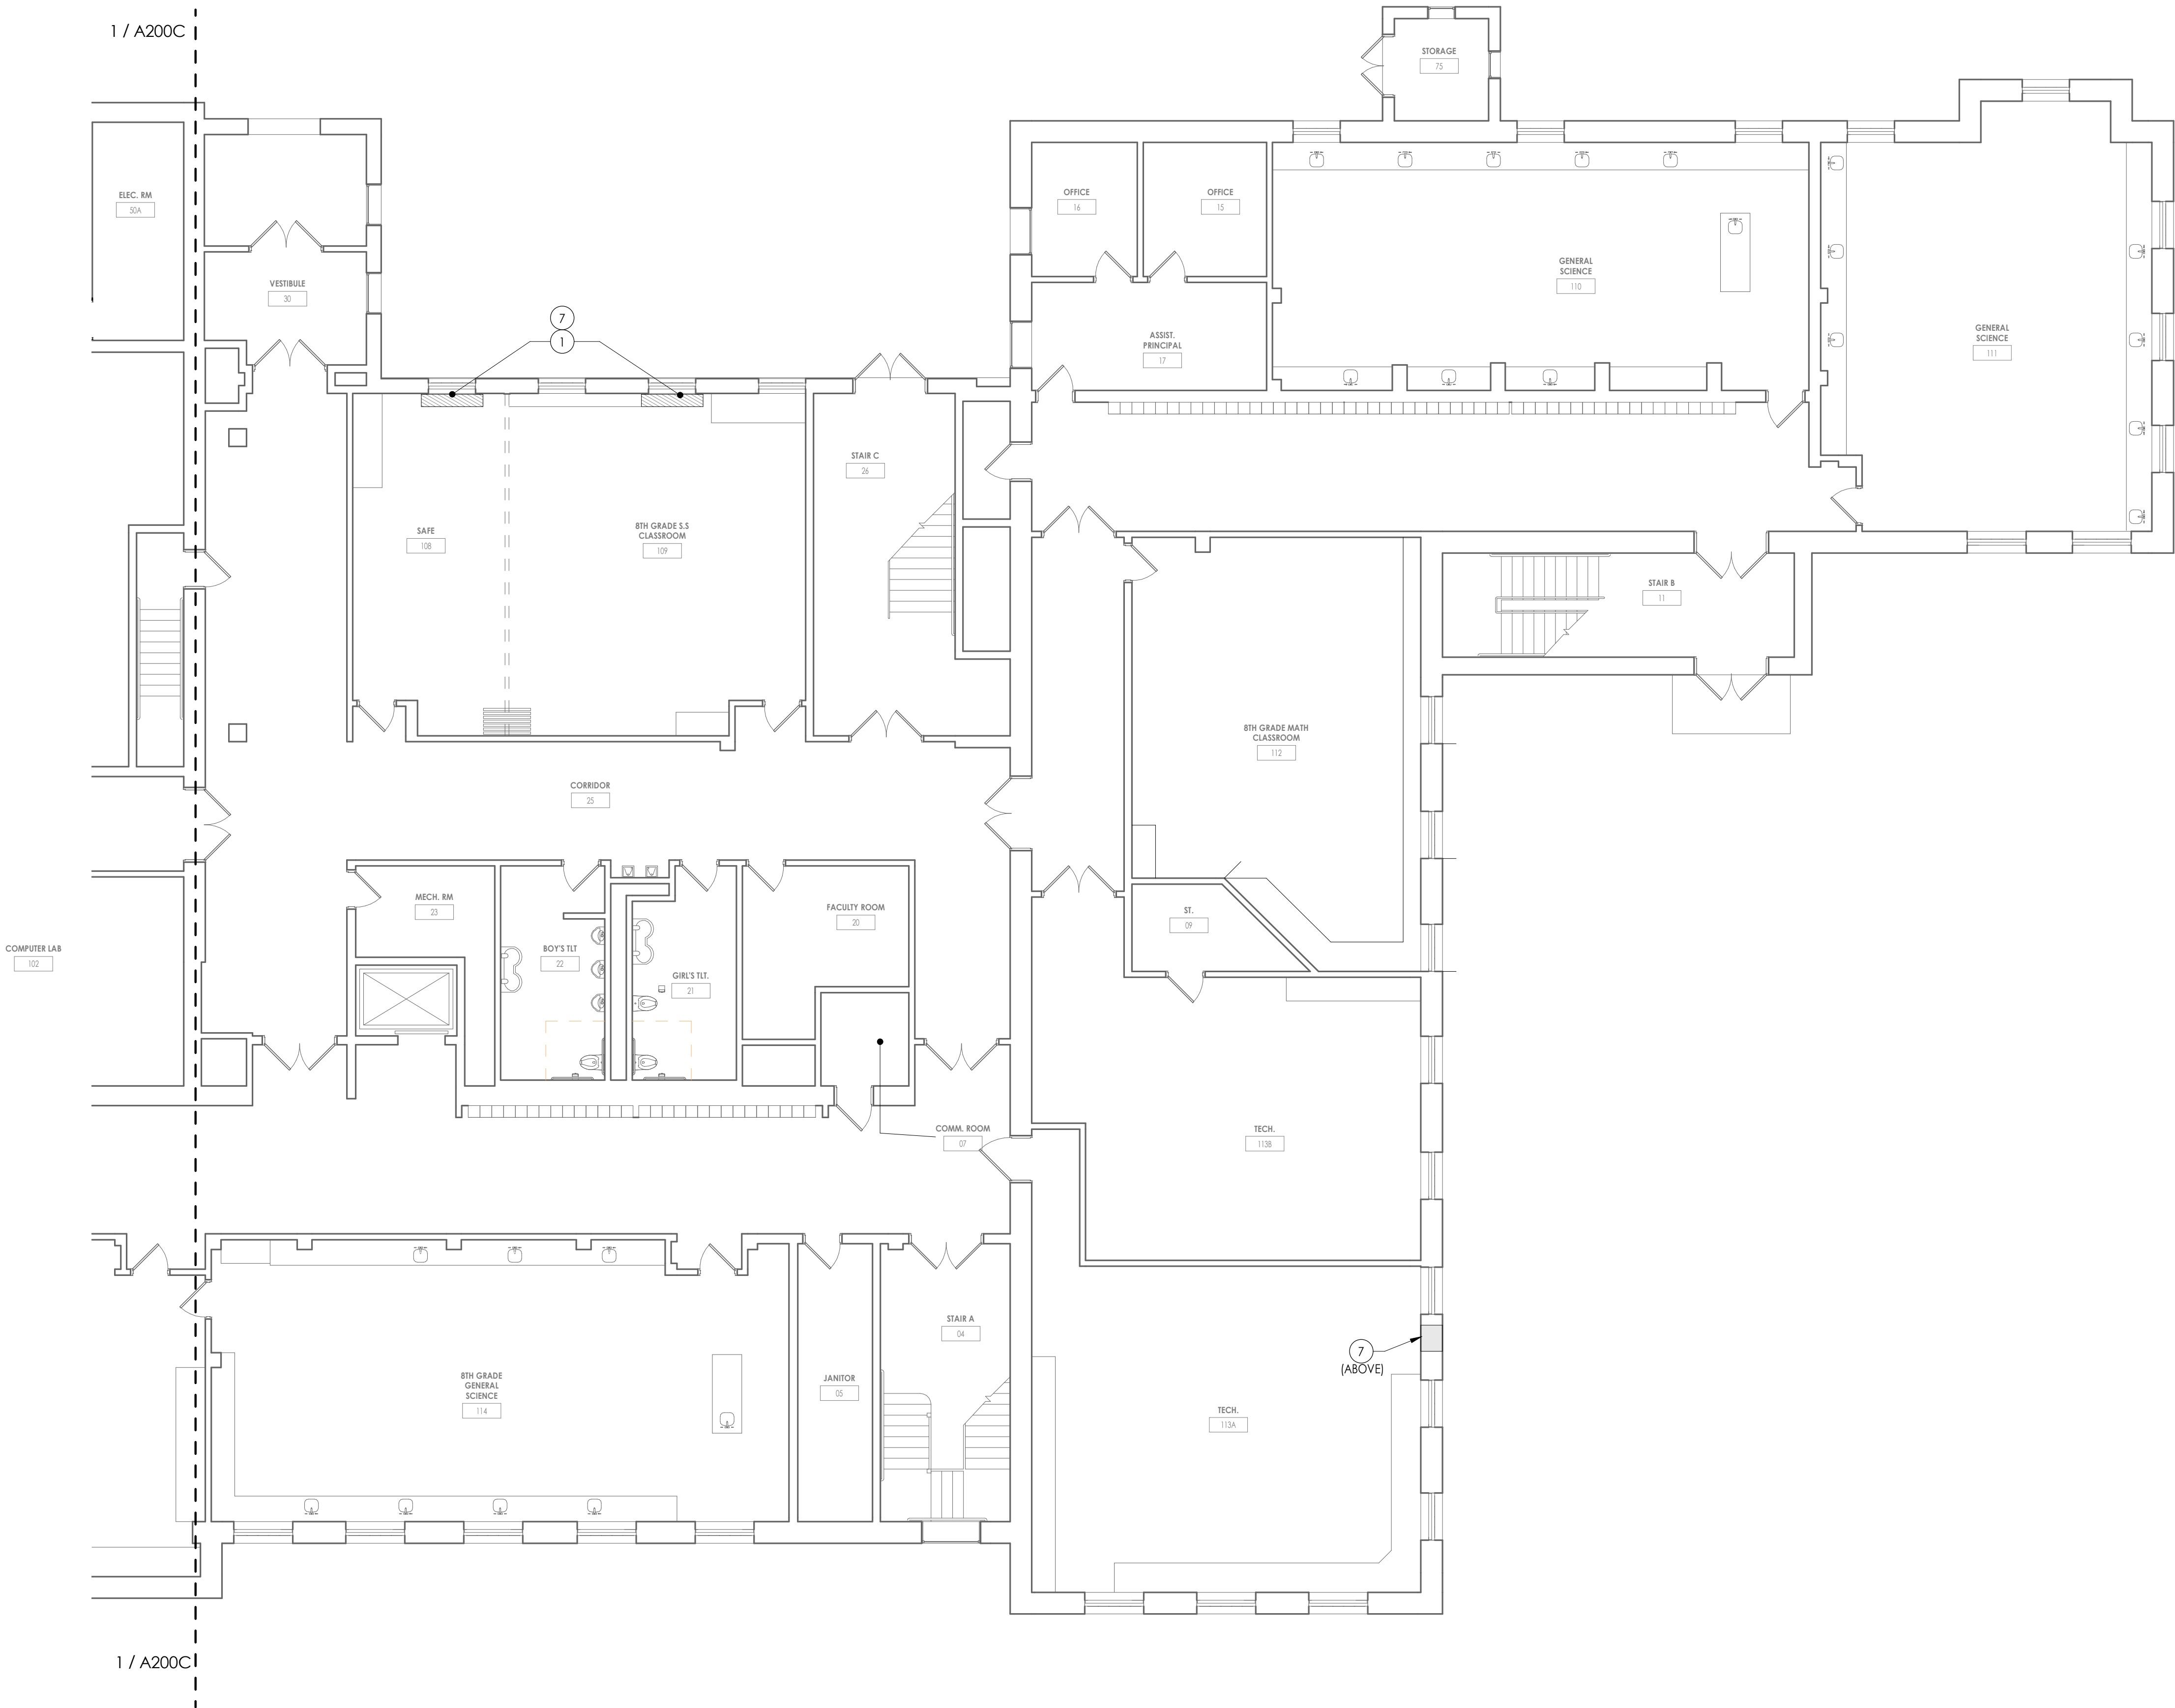 1 / A200C
STORAGE
75
ELEC. RM
50A
OFFICE
16
OFFICE
15
VESTIBULE
30
GENERAL
SCIENCE
110
7
1
ASSIST.
PRINCIPAL
17
GENERAL
SCIENCE
111
STAIR C
26
SAFE
108
8TH GRADE S.S
CLASSROOM
109
STAIR B
11
8TH GRADE MATH
CLASSROOM
112
CORRIDOR
25
MECH. RM
23
FACULTY ROOM
20
ST.
09
COMPUTER LAB
102
BOY'S TLT
22
GIRL'S TLT.
21
COMM. ROOM
07
TECH.
113B
STAIR A
04
7
(ABOVE)
8TH GRADE
GENERAL
SCIENCE
114
JANITOR
05
TECH.
113A
1 / A200C